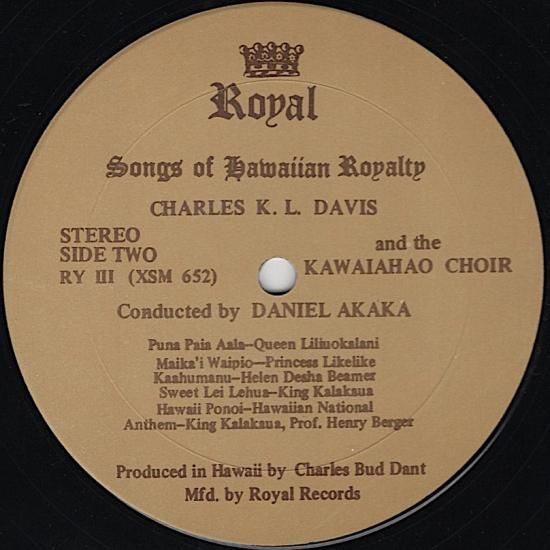 Royal
Songs of Hawaiian Royalty
CHARLES K. L. DAVIS
STEREO
SIDE TWO
RY III (XSM 652)
and the
KAWAIAHAO CHOIR
Conducted by DANIEL AKAKA
Puna Paia Aala—Queen Liliuokalani
Maika'i Waipio—Princess Likelike
Kaahumanu—Helen Desha Beamer
Sweet Lei Lehua—King Kalakaua
Hawaii Ponoi—Hawaiian National
Anthem—King Kalakaua, Prof. Henry Berger
Produced in Hawaii by Charles Bud Dant
Mfd. by Royal Records